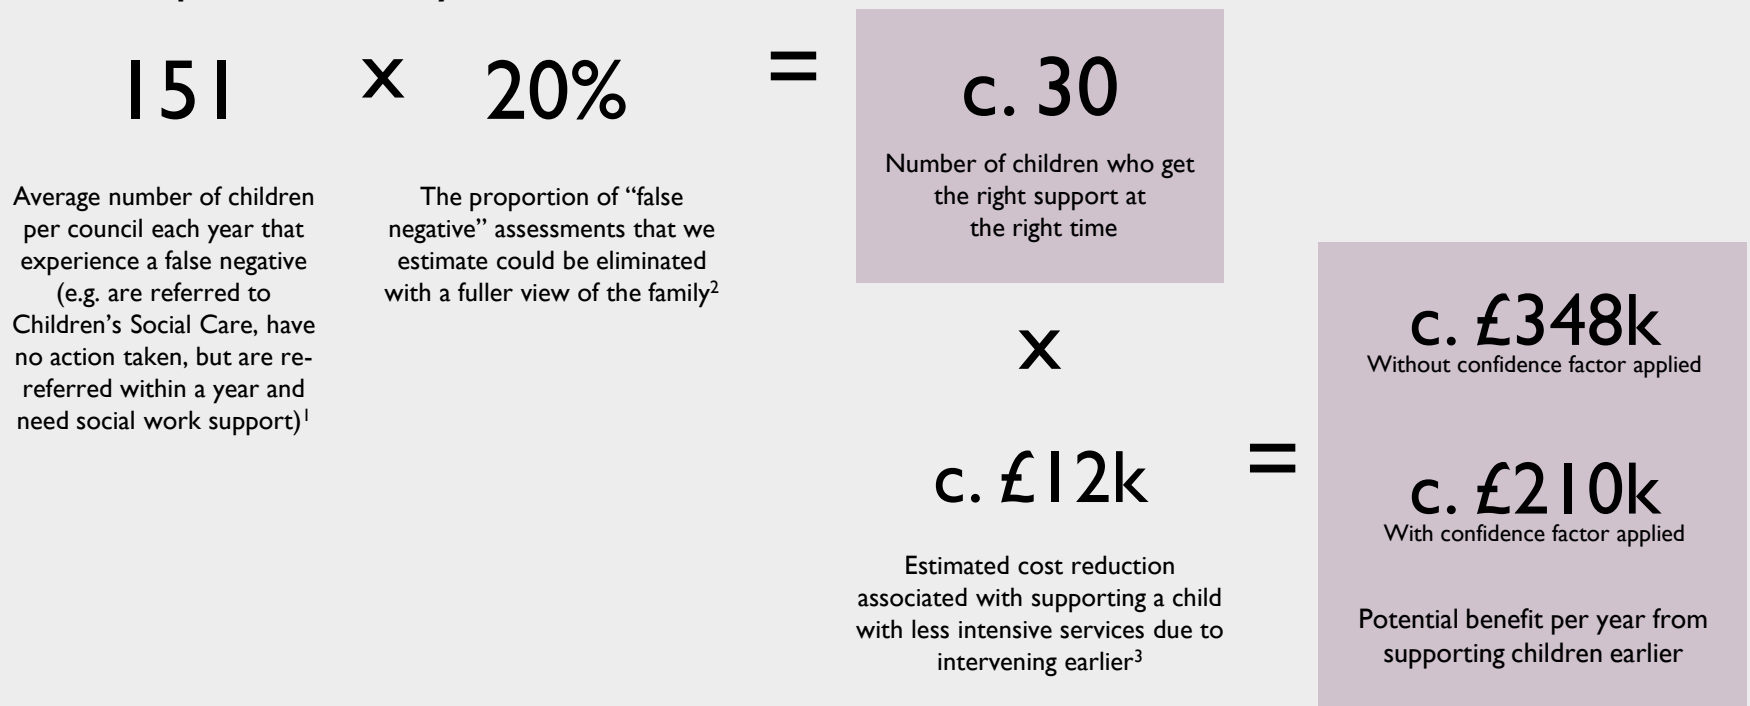 151
x
20%
=
c. 30
Average number of children
per council each year that
experience a false negative
(e.g. are referred to
Children’s Social Care, have
no action taken, but are re-
referred within a year and
need social work support)1
The proportion of “false
negative” assessments that we
estimate could be eliminated
with a fuller view of the family2
Number of children who get
the right support at
the right time
x
c. £12k
Estimated cost reduction
associated with supporting a child
with less intensive services due to
intervening earlier3
=
c. £348k
Without confidence factor applied
c. £210k
With confidence factor applied
Potential benefit per year from
supporting children earlier